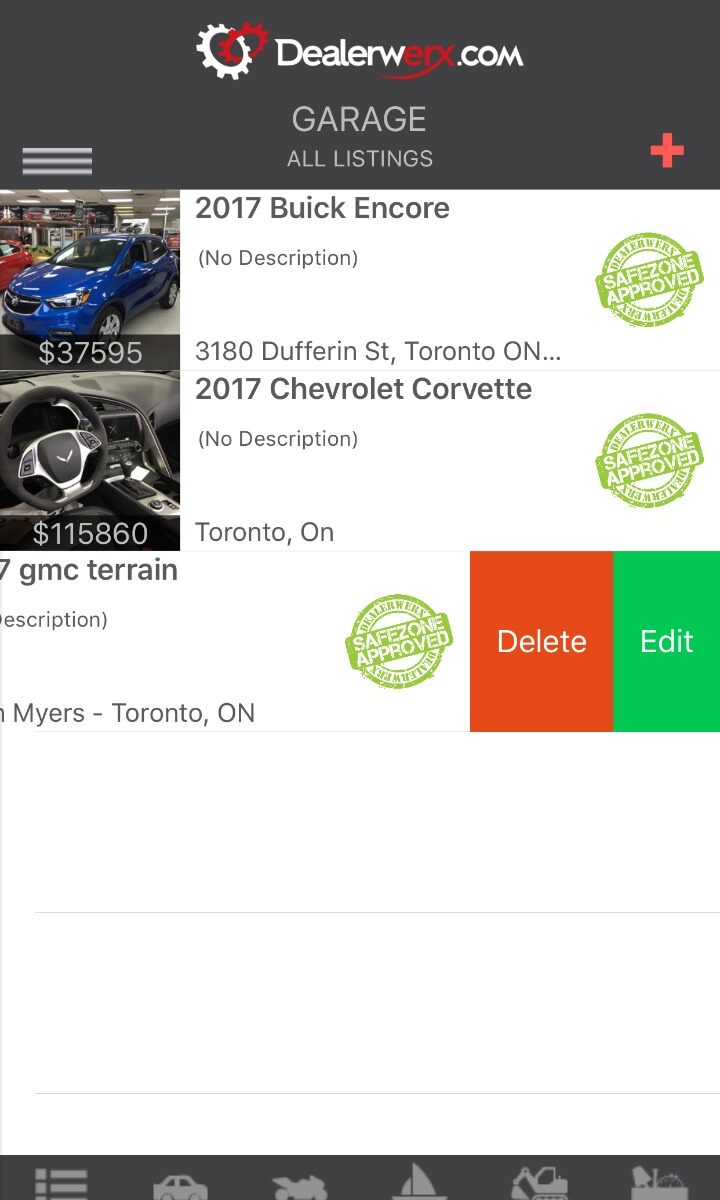 Dealerwerx.com
GARAGE
ALL LISTINGS
2017 Buick Encore
(No Description)
DEALERWERX
SAFEZONE
APPROVED
DEALERWERX
$37595
3180 Dufferin St, Toronto ON...
2017 Chevrolet Corvette
(No Description)
DEALERWERX
SAFEZONE
APPROVED
DEALERWERX
$115860
Toronto, On
7 gmc terrain
escription)
DEALERWERX
SAFEZONE
APPROVED
DEALERWERX
Delete
Edit
Myers - Toronto, ON